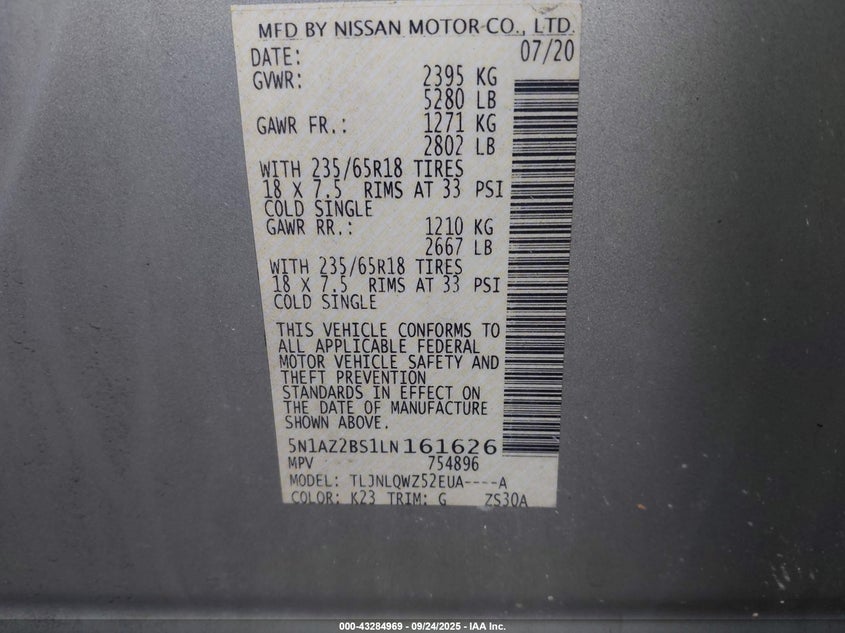 MFD BY NISSAN MOTOR CO., LTD.
DATE: 07/20
GVWR: 2395 KG
5280 LB
GAWR FR.: 1271 KG
2802 LB
WITH 235/65R18 TIRES
18 X 7.5 RIMS AT 33 PSI
COLD SINGLE
GAWR RR.: 1210 KG
2667 LB
WITH 235/65R18 TIRES
18 X 7.5 RIMS AT 33 PSI
COLD SINGLE
THIS VEHICLE CONFORMS TO
ALL APPLICABLE FEDERAL
MOTOR VEHICLE SAFETY AND
THEFT PREVENTION
STANDARDS IN EFFECT ON
THE DATE OF MANUFACTURE
SHOWN ABOVE.
5N1AZ2BS1LN161626
MPV 754896
MODEL: TLJNLQWZ52EUA----A
COLOR: K23 TRIM: G ZS30A
000-43284969 - 09/24/2025 - IAA Inc.